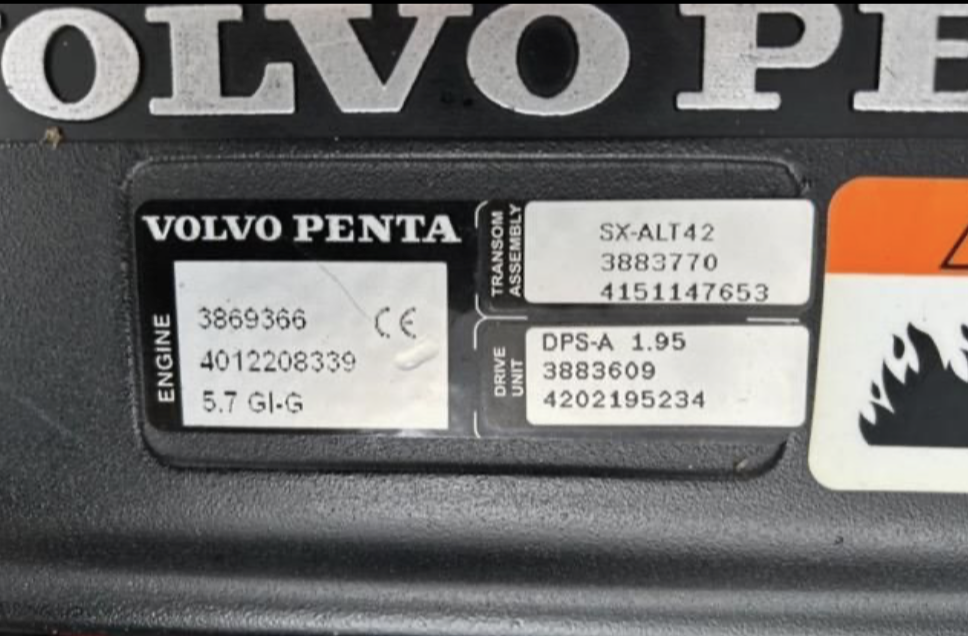 VOLVO PE
VOLVO PENTA
ENGINE
3869366 CE
4012208339
5.7 GI-G
TRANSOM
ASSEMBLY
SX-ALT42
3883770
4151147653
DRIVE
UNIT
DPS-A 1.95
3883609
4202195234